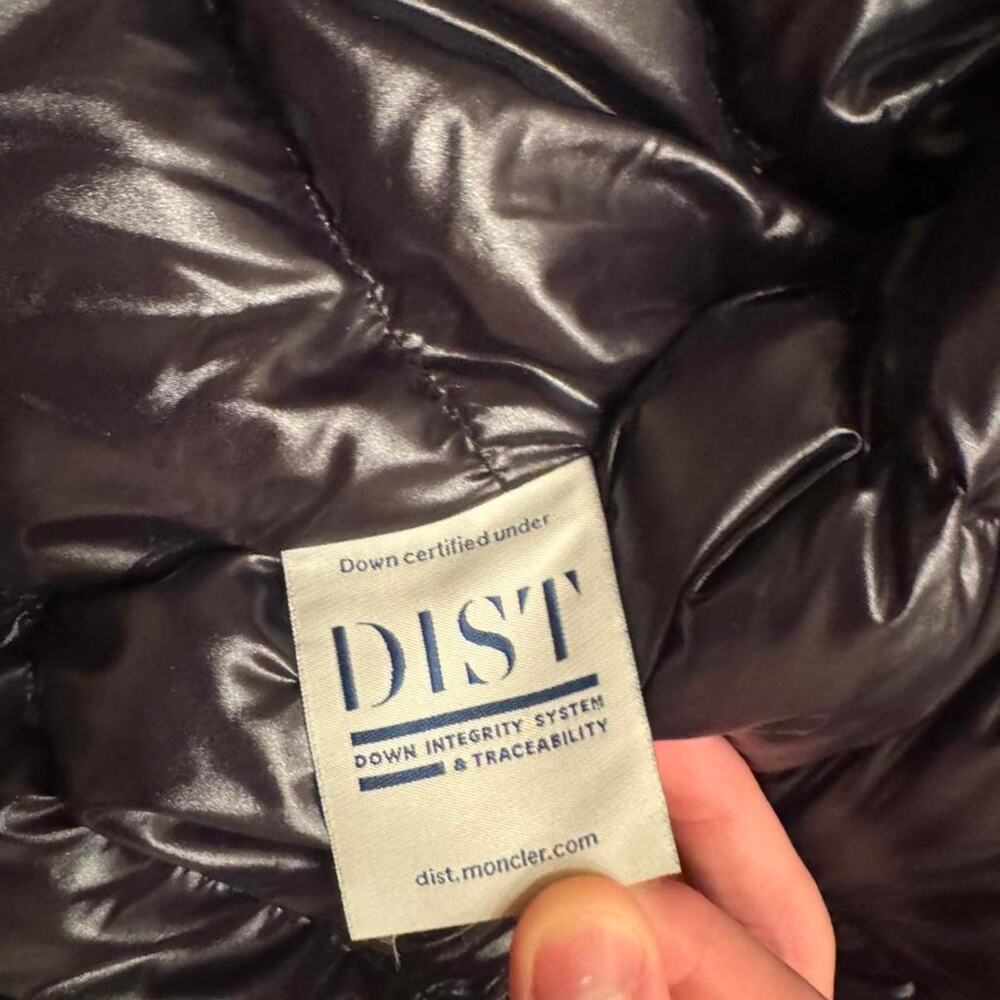 Down certified under
DIST
DOWN INTEGRITY SYSTEM
& TRACEABILITY
dist.moncler.com